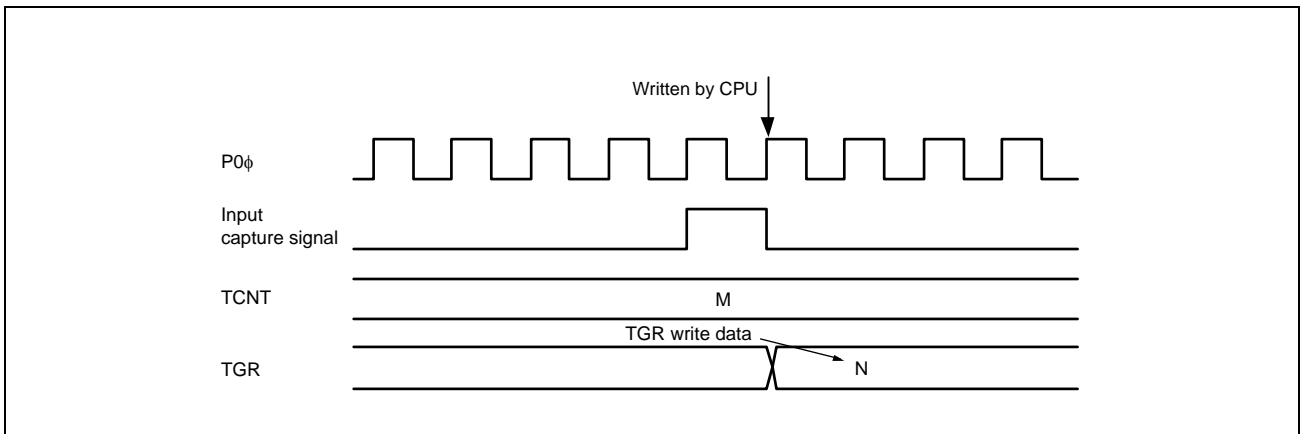 Written by CPU
P0ϕ
Input
capture signal
TCNT
M
TGR write data
TGR
N